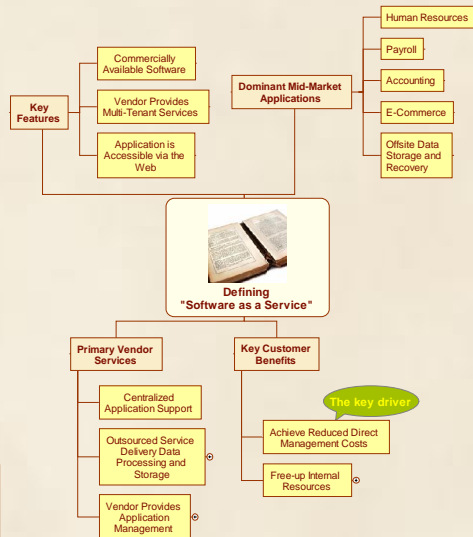 Key
Features
Commercially
Available Software
Vendor Provides
Multi-Tenant Services
Application is
Accessible via the
Web
Dominant Mid-Market
Applications
Human Resources
Payroll
Accounting
E-Commerce
Offsite Data
Storage and
Recovery
Defining
"Software as a Service"
Primary Vendor
Services
Centralized
Application Support
Outsourced Service
Delivery Data
Processing and
Storage
Vendor Provides
Application
Management
Key Customer
Benefits
The key driver
Achieve Reduced Direct
Management Costs
Free-up Internal
Resources